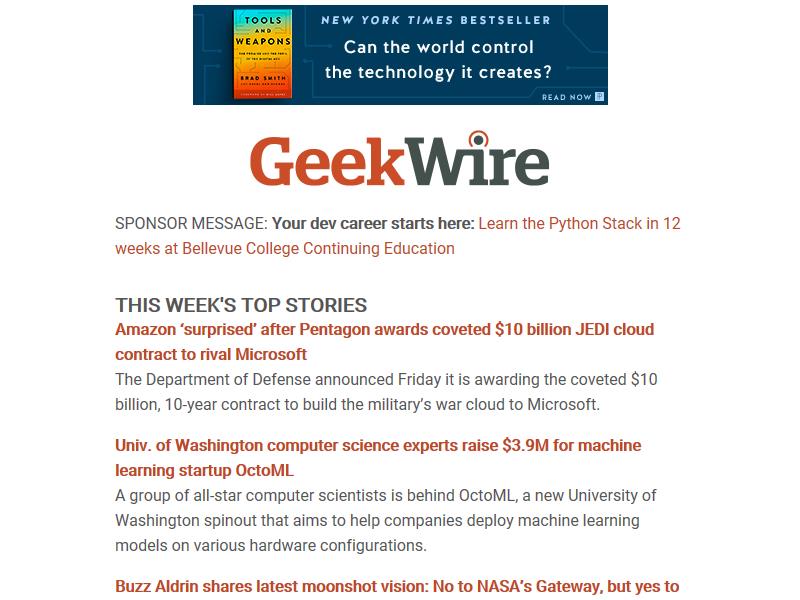 TOOLS
AND
WEAPONS
BRAD SMITH
NEW YORK TIMES BESTSELLER
Can the world control
the technology it creates?
READ NOW
GeekWire
SPONSOR MESSAGE: Your dev career starts here: Learn the Python Stack in 12
weeks at Bellevue College Continuing Education
THIS WEEK'S TOP STORIES
Amazon ‘surprised’ after Pentagon awards coveted $10 billion JEDI cloud
contract to rival Microsoft
The Department of Defense announced Friday it is awarding the coveted $10
billion, 10-year contract to build the military’s war cloud to Microsoft.
Univ. of Washington computer science experts raise $3.9M for machine
learning startup OctoML
A group of all-star computer scientists is behind OctoML, a new University of
Washington spinout that aims to help companies deploy machine learning
models on various hardware configurations.
Buzz Aldrin shares latest moonshot vision: No to NASA’s Gateway, but yes to